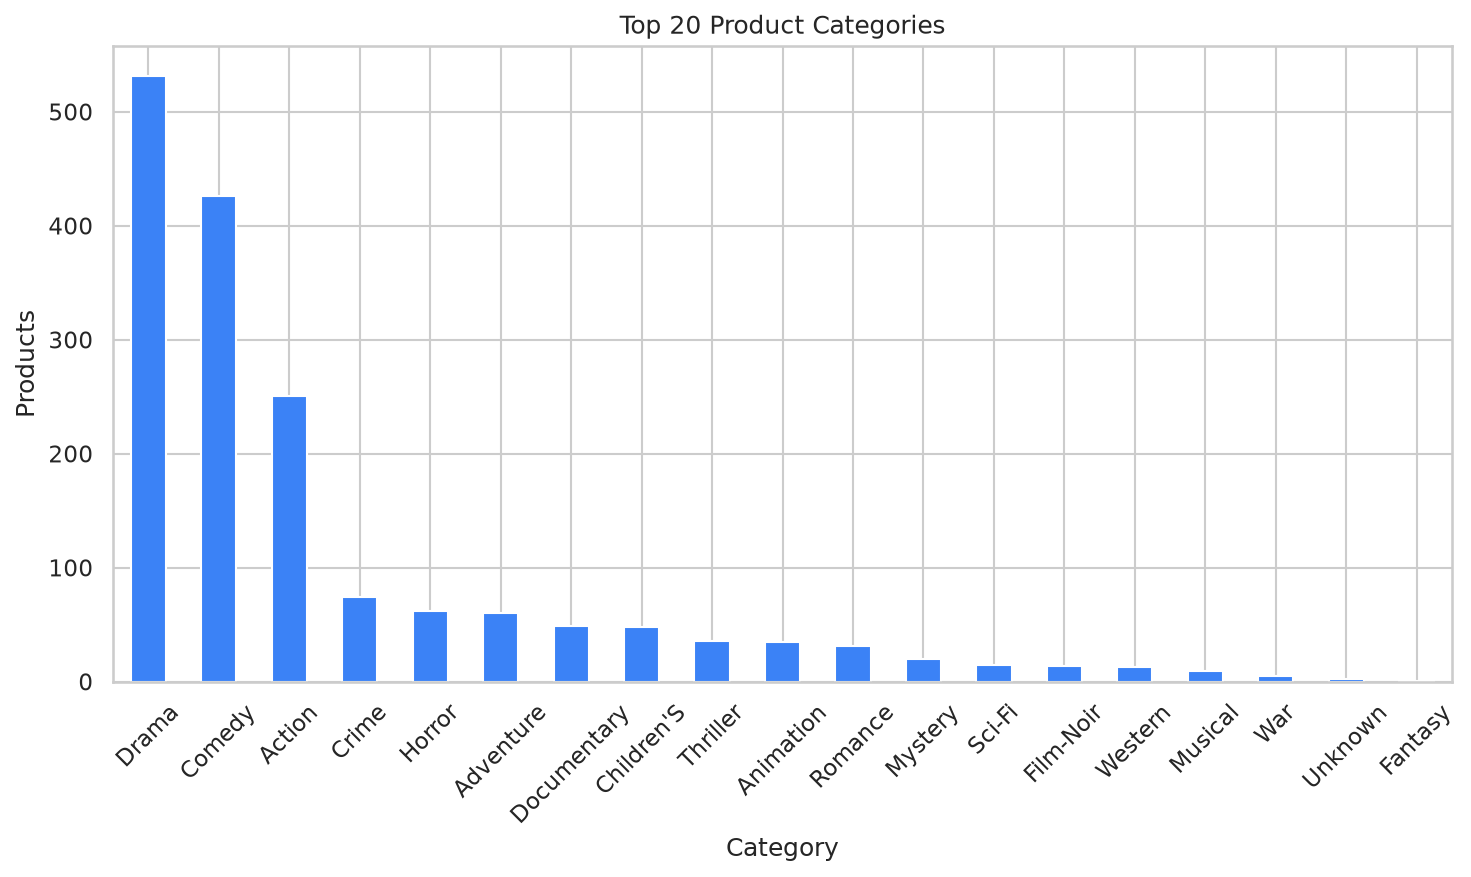 Top 20 Product Categories
Products
500
400
300
200
100
0
Drama
Comedy
Action
Crime
Horror
Adventure
Documentary
Children'S
Thriller
Animation
Romance
Mystery
Sci-Fi
Film-Noir
Western
Musical
War
Unknown
Fantasy
Category